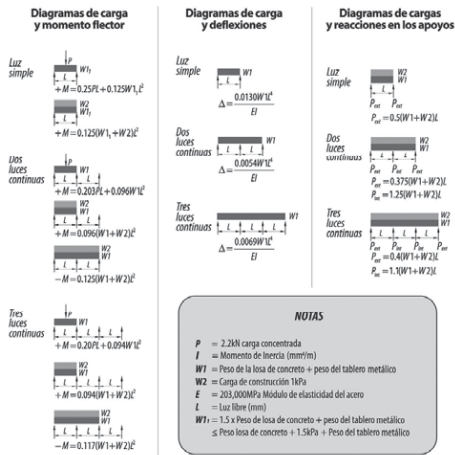 Diagramas de carga
y momento flector
Luz
simple
P
W1₁
L
+M=0.25PL+0.125W1₁L²
W2
W1₁
L
+M=0.125(W1₁+W2)L²
Dos
luces
continuas
P
W1
L L
+M=0.203PL+0.096W1L²
W2
W1
L L
+M=0.096(W1+W2)L²
W2
W1
L L
−M=0.125(W1+W2)L²
Tres
luces
continuas
P
W1
L L L
+M=0.20PL+0.094W1L²
W2
W1
L L L
+M=0.094(W1+W2)L²
W2
W1
L L L
−M=0.117(W1+W2)L²
Diagramas de carga
y deflexiones
Luz
simple
W1
L
Δ=0.0130W1L⁴
EI
Dos
luces
continuas
W1
L L
Δ=0.0054W1L⁴
EI
Tres
luces
continuas
W1
L L L
Δ=0.0069W1L⁴
EI
Diagramas de cargas
y reacciones en los apoyos
Luz
simple
W2
W1
L
Pext Pext
Pext=0.5(W1+W2)L
Dos
luces
continuas
W2
W1
L L
Pext Pint Pext
Pext=0.375(W1+W2)L
Pint=1.25(W1+W2)L
Tres
luces
continuas
W2
W1
L L L
Pext Pint Pint Pext
Pext=0.4(W1+W2)L
Pint=1.1(W1+W2)L
NOTAS
P = 2.2kN carga concentrada
I = Momento de Inercia (mm⁴/m)
W1 = Peso de la losa de concreto + peso del tablero metálico
W2 = Carga de construcción 1kPa
E = 203,000MPa Módulo de elasticidad del acero
L = Luz libre (mm)
W1₁ = 1.5 x Peso de losa de concreto + peso del tablero metálico
≤ Peso losa de concreto + 1.5kPa + Peso del tablero metálico